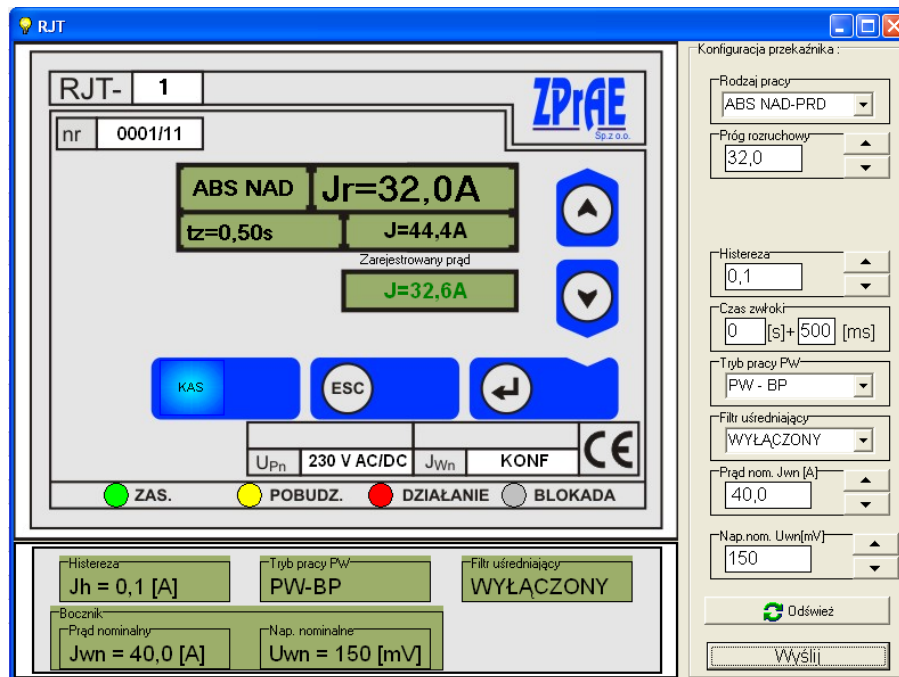 RJT
RJT- 1
ZPrAE
Sp.z o.o.
nr 0001/11
ABS NAD Jr=32,0A
tz=0,50s J=44,4A
Zarejestrowany prąd
J=32,6A
KAS ESC
UPn 230 V AC/DC JWn KONF CE
ZAS. POBUDZ. DZIAŁANIE BLOKADA
Histereza
Jh = 0,1 [A]
Tryb pracy PW
PW-BP
Filtr uśredniający
WYŁĄCZONY
Bocznik
Prąd nominalny
Jwn = 40,0 [A]
Nap. nominalne
Uwn = 150 [mV]
Konfiguracja przekaźnika :
Rodzaj pracy
ABS NAD-PRD
Próg rozruchowy
32,0
Histereza
0,1
Czas zwłoki
0 [s]+ 500 [ms]
Tryb pracy PW
PW - BP
Filtr uśredniający
WYŁĄCZONY
Prąd nom. Jwn [A]
40,0
Nap.nom. Uwn[mV]
150
Odśwież
Wyślij